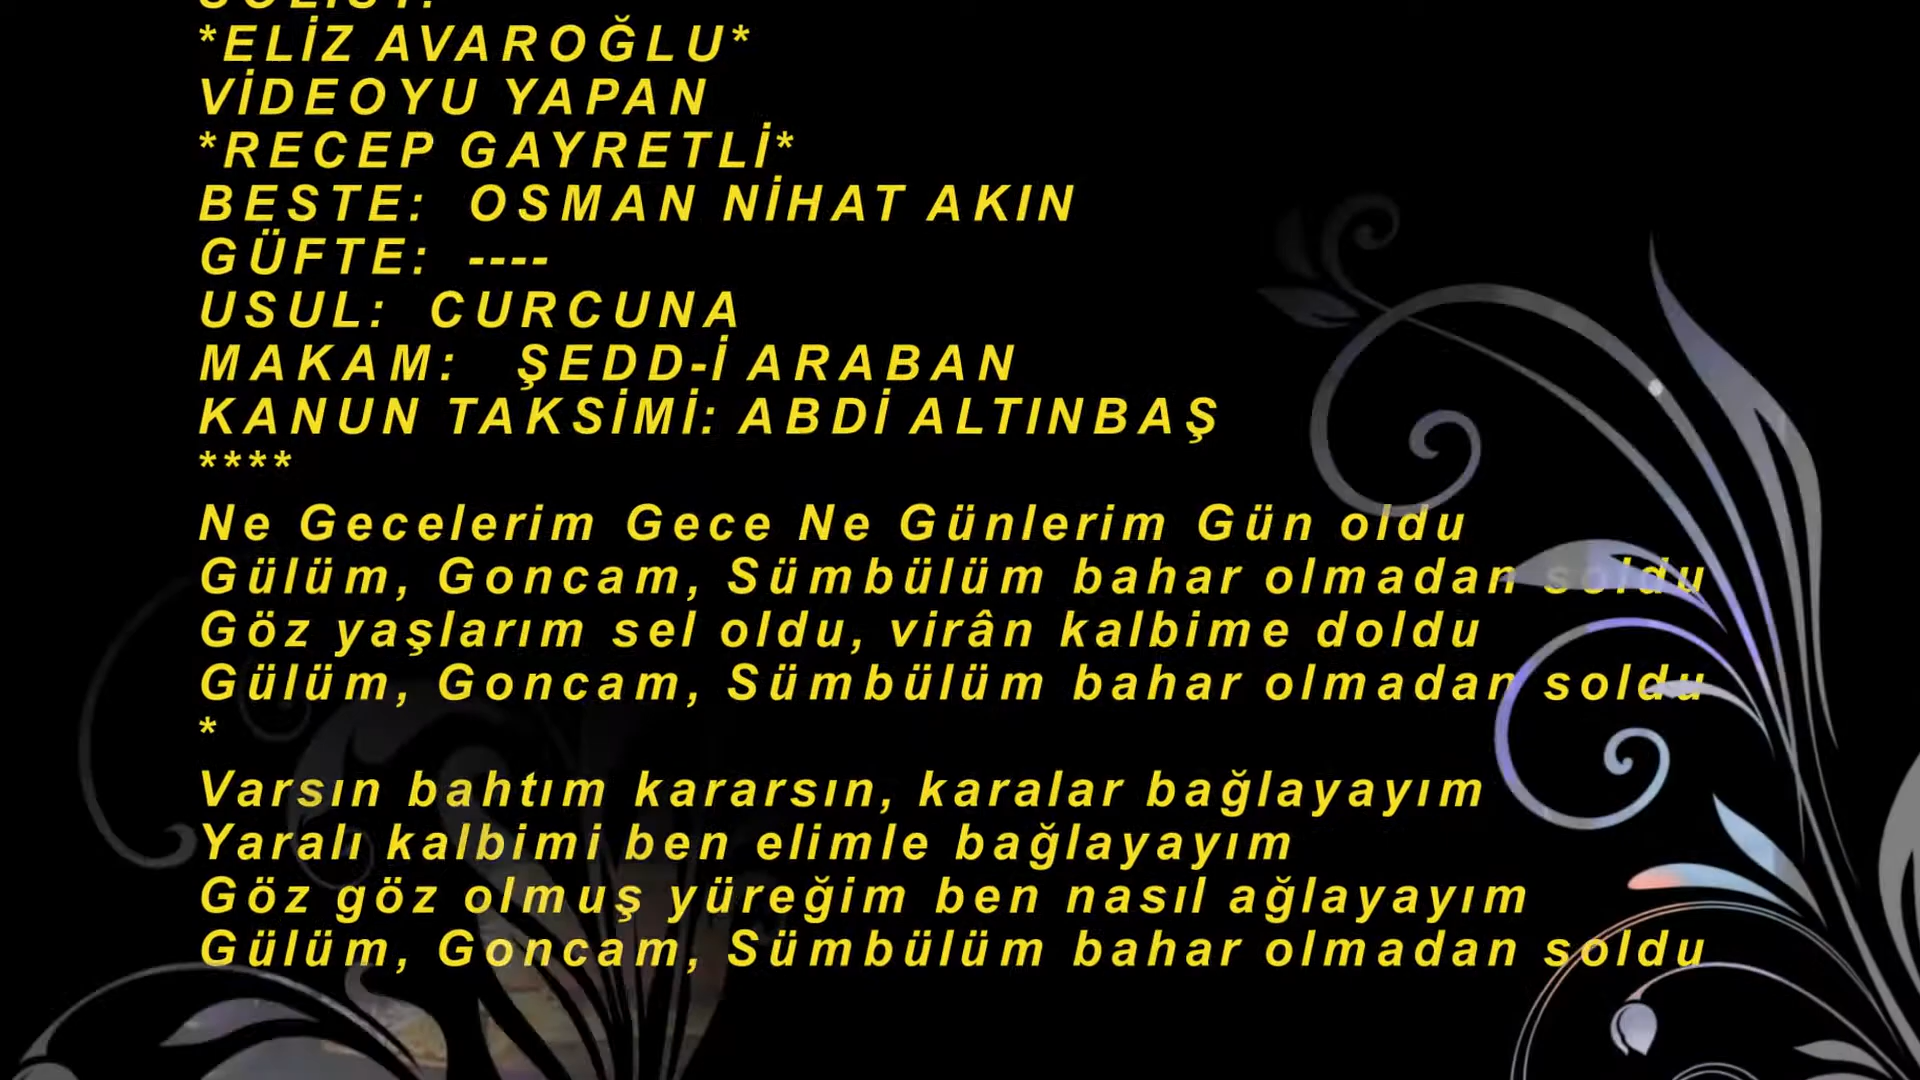 SOLİST:
*ELİZ AVAROĞLU*
VİDEOYU YAPAN
*RECEP GAYRETLİ*
BESTE: OSMAN NİHAT AKIN
GÜFTE: ----
USUL: CURCUNA
MAKAM: ŞEDD-İ ARABAN
KANUN TAKSİMİ: ABDİ ALTINBAŞ
****
Ne Gecelerim Gece Ne Günlerim Gün oldu
Gülüm, Goncam, Sümbülüm bahar olmadan soldu
Göz yaşlarım sel oldu, virân kalbime doldu
Gülüm, Goncam, Sümbülüm bahar olmadan soldu
*
Varsın bahtım kararsın, karalar bağlayayım
Yaralı kalbimi ben elimle bağlayayım
Göz göz olmuş yüreğim ben nasıl ağlayayım
Gülüm, Goncam, Sümbülüm bahar olmadan soldu